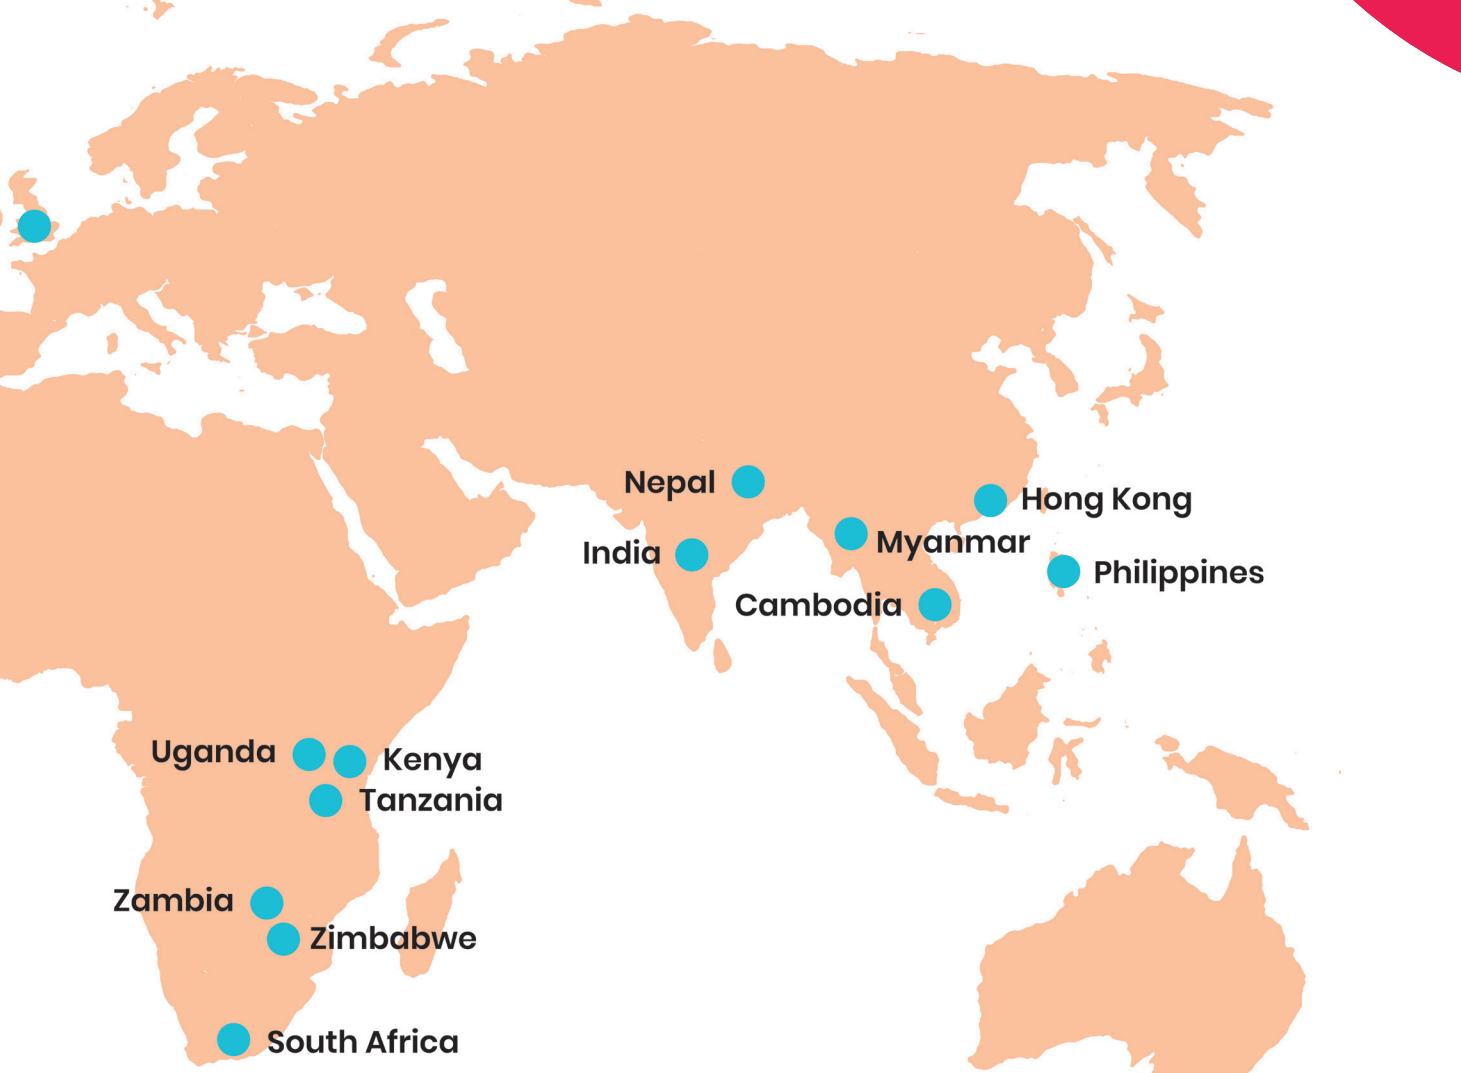 Nepal
Hong Kong
India
Myanmar
Philippines
Cambodia
Uganda
Kenya
Tanzania
Zambia
Zimbabwe
South Africa